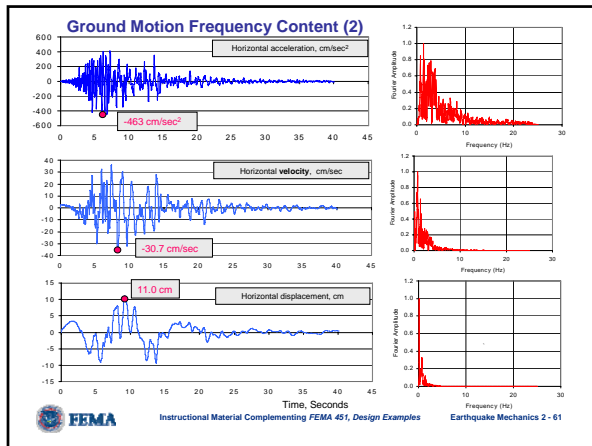 Ground Motion Frequency Content (2)
600
400
200
0
-200
-400
-600
0 5 10 15 20 25 30 35 40 45
Horizontal acceleration, cm/sec²
-463 cm/sec²
Fourier Amplitude
1.2
1.0
0.8
0.6
0.4
0.2
0.0
0 10 20 30
Frequency (Hz)
40
30
20
10
0
-10
-20
-30
-40
0 5 10 15 20 25 30 35 40 45
Horizontal velocity, cm/sec
-30.7 cm/sec
Fourier Amplitude
1.2
1.0
0.8
0.6
0.4
0.2
0.0
0 10 20 30
Frequency (Hz)
15
10
5
0
-5
-10
-15
0 5 10 15 20 25 30 35 40 45
11.0 cm
Horizontal displacement, cm
Time, Seconds
Fourier Amplitude
1.2
1.0
0.8
0.6
0.4
0.2
0.0
0 10 20 30
Frequency (Hz)
FEMA
Instructional Material Complementing FEMA 451, Design Examples
Earthquake Mechanics 2 - 61